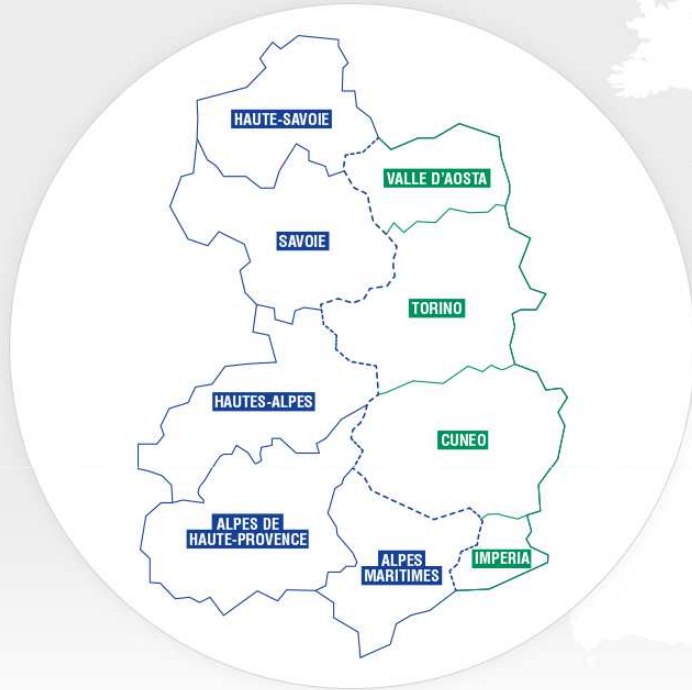 HAUTE-SAVOIE
VALLE D'AOSTA
SAVOIE
TORINO
HAUTES-ALPES
CUNEO
ALPES DE
HAUTE-PROVENCE
ALPES
MARITIMES
IMPERIA